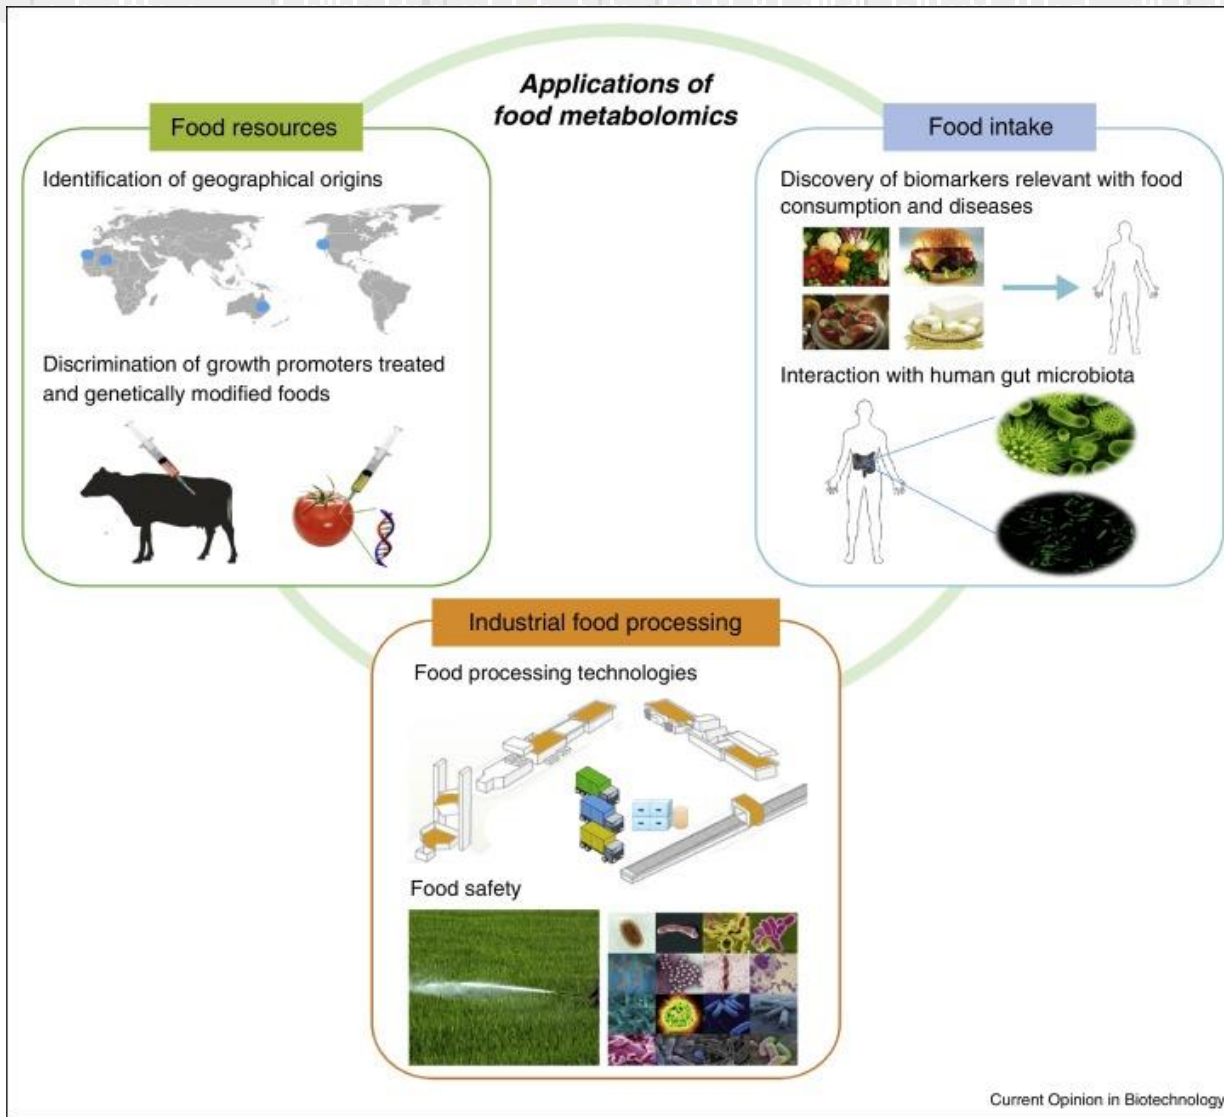 Applications of
food metabolomics
Food resources
Identification of geographical origins
Discrimination of growth promoters treated
and genetically modified foods
Food intake
Discovery of biomarkers relevant with food
consumption and diseases
Interaction with human gut microbiota
Industrial food processing
Food processing technologies
Food safety
Current Opinion in Biotechnology